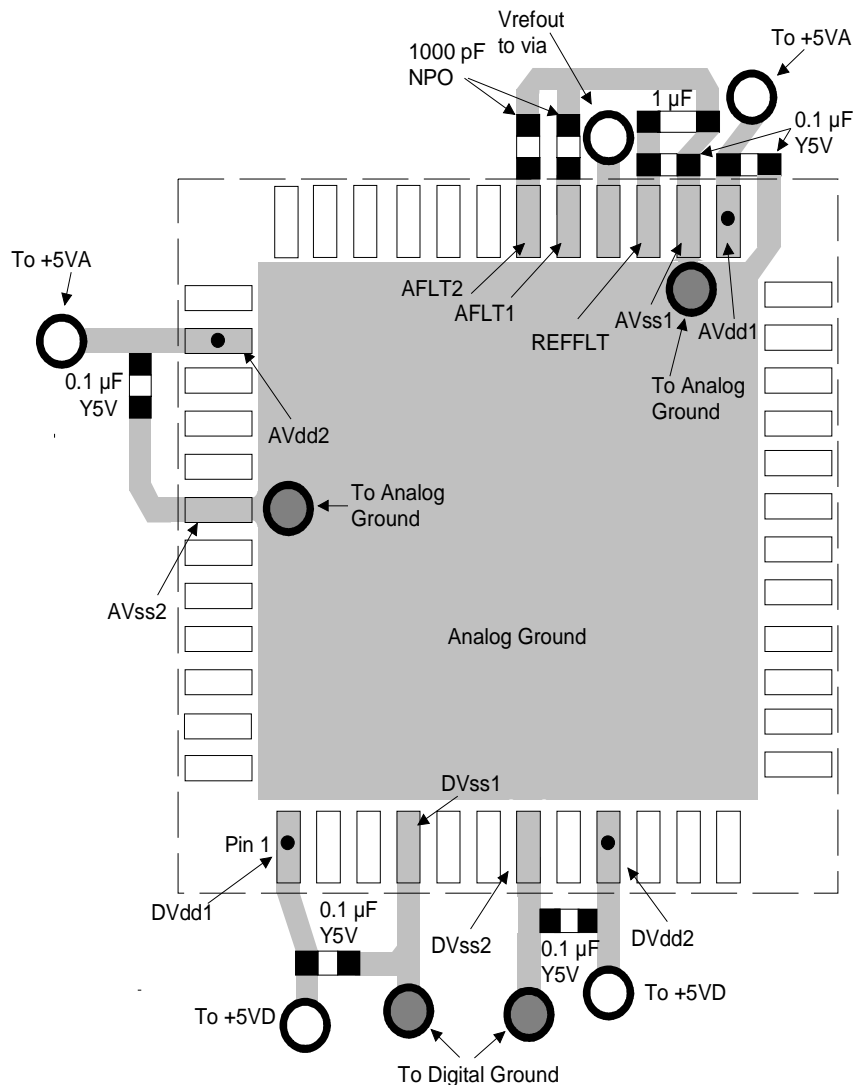 Vrefout
to via
To +5VA
1000 pF
NPO
1 µF
0.1 µF
Y5V
To +5VA
AFLT2
AFLT1
REFFLT
AVss1
AVdd1
0.1 µF
Y5V
To Analog
Ground
AVdd2
To Analog
Ground
AVss2
Analog Ground
DVss1
Pin 1
DVdd1
0.1 µF
Y5V
DVss2
0.1 µF
Y5V
DVdd2
To +5VD
To +5VD
To Digital Ground